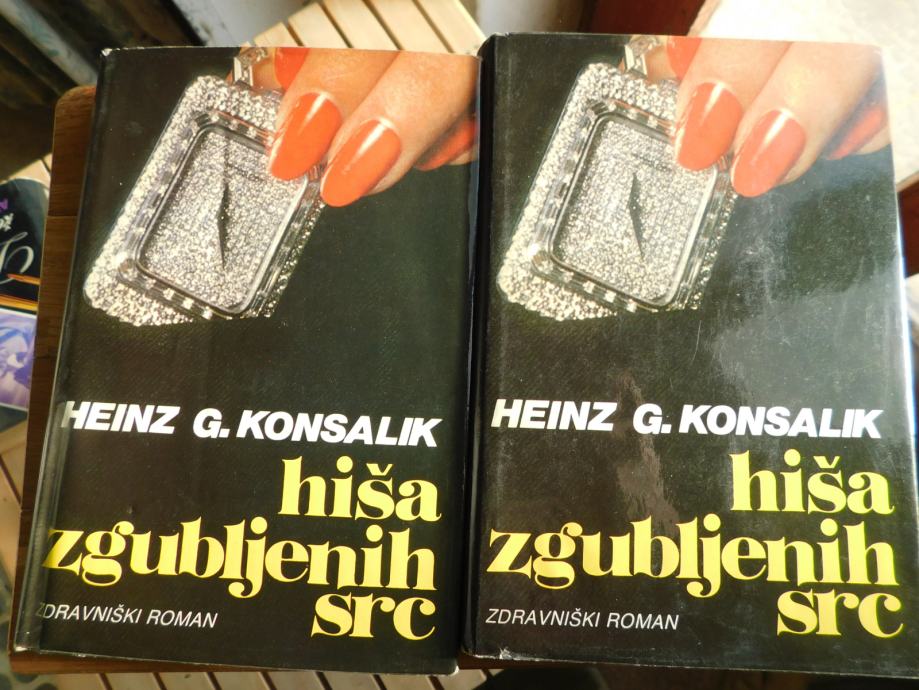 HEINZ G. KONSALIK
hiša
zgubljenih
src
ZDRAVNIŠKI ROMAN
HEINZ G. KONSALIK
hiša
zgubljenih
src
ZDRAVNIŠKI ROMAN